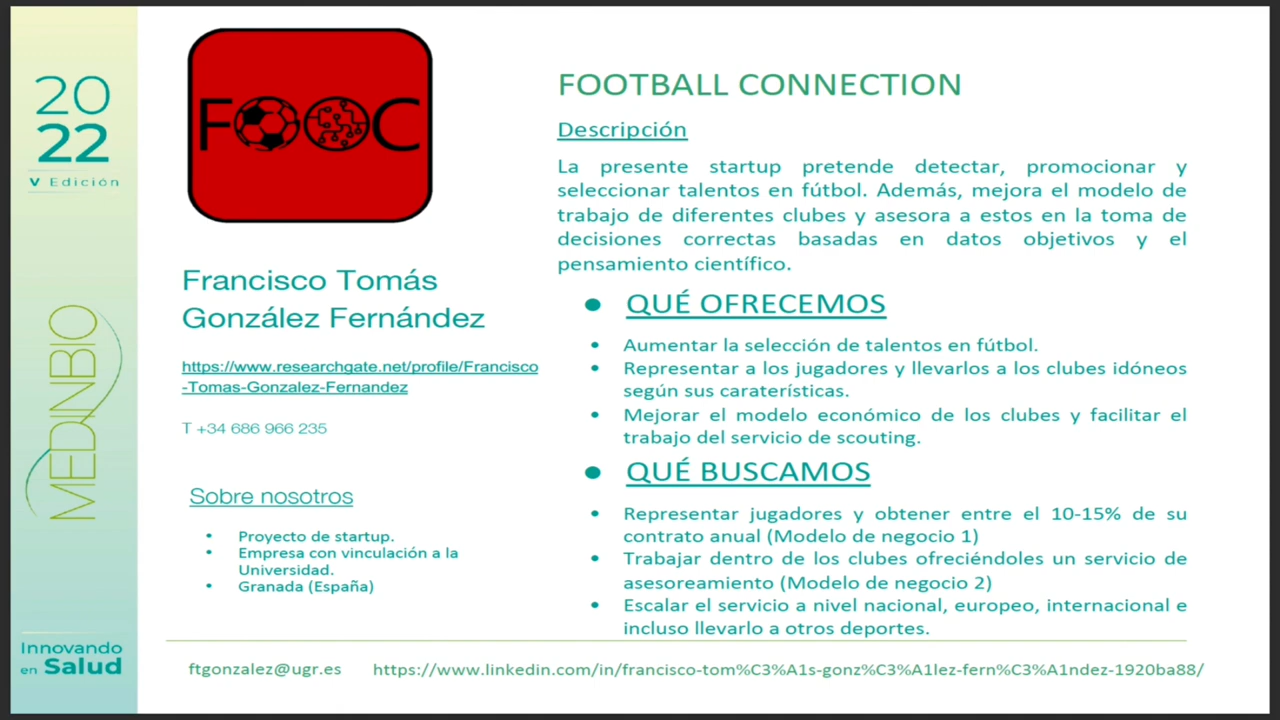 20
22
V Edición
MEDINBIO
Innovando
en Salud
FOOC
Francisco Tomás
González Fernández
https://www.researchgate.net/profile/Francisco
-Tomas-Gonzalez-Fernandez
T +34 686 966 235
Sobre nosotros
• Proyecto de startup.
• Empresa con vinculación a la
Universidad.
• Granada (España)
FOOTBALL CONNECTION
Descripción
La presente startup pretende detectar, promocionar y
seleccionar talentos en fútbol. Además, mejora el modelo de
trabajo de diferentes clubes y asesora a estos en la toma de
decisiones correctas basadas en datos objetivos y el
pensamiento científico.
• QUÉ OFRECEMOS
• Aumentar la selección de talentos en fútbol.
• Representar a los jugadores y llevarlos a los clubes idóneos
según sus caraterísticas.
• Mejorar el modelo económico de los clubes y facilitar el
trabajo del servicio de scouting.
• QUÉ BUSCAMOS
• Representar jugadores y obtener entre el 10-15% de su
contrato anual (Modelo de negocio 1)
• Trabajar dentro de los clubes ofreciéndoles un servicio de
asesoreamiento (Modelo de negocio 2)
• Escalar el servicio a nivel nacional, europeo, internacional e
incluso llevarlo a otros deportes.
ftgonzalez@ugr.es https://www.linkedin.com/in/francisco-tom%C3%A1s-gonz%C3%A1lez-fern%C3%A1ndez-1920ba88/